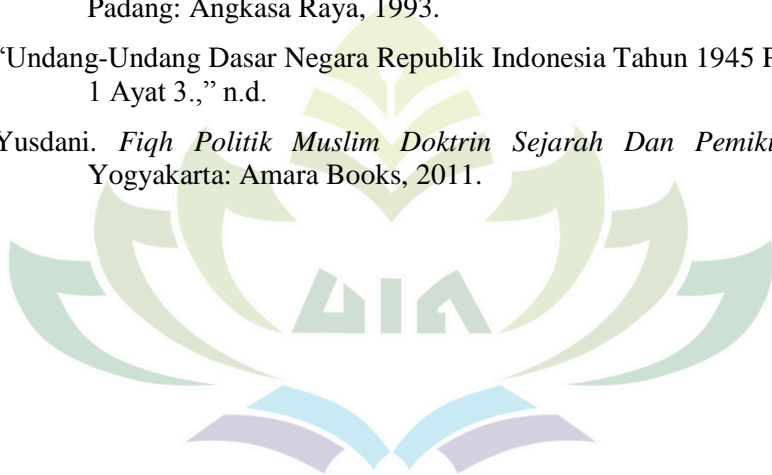 Padang: Angkasa Raya, 1993.
“Undang-Undang Dasar Negara Republik Indonesia Tahun 1945
1 Ayat 3.,” n.d.
Yusdani. Fiqh Politik Muslim Doktrin Sejarah Dan
Yogyakarta: Amara Books, 2011.
UIN